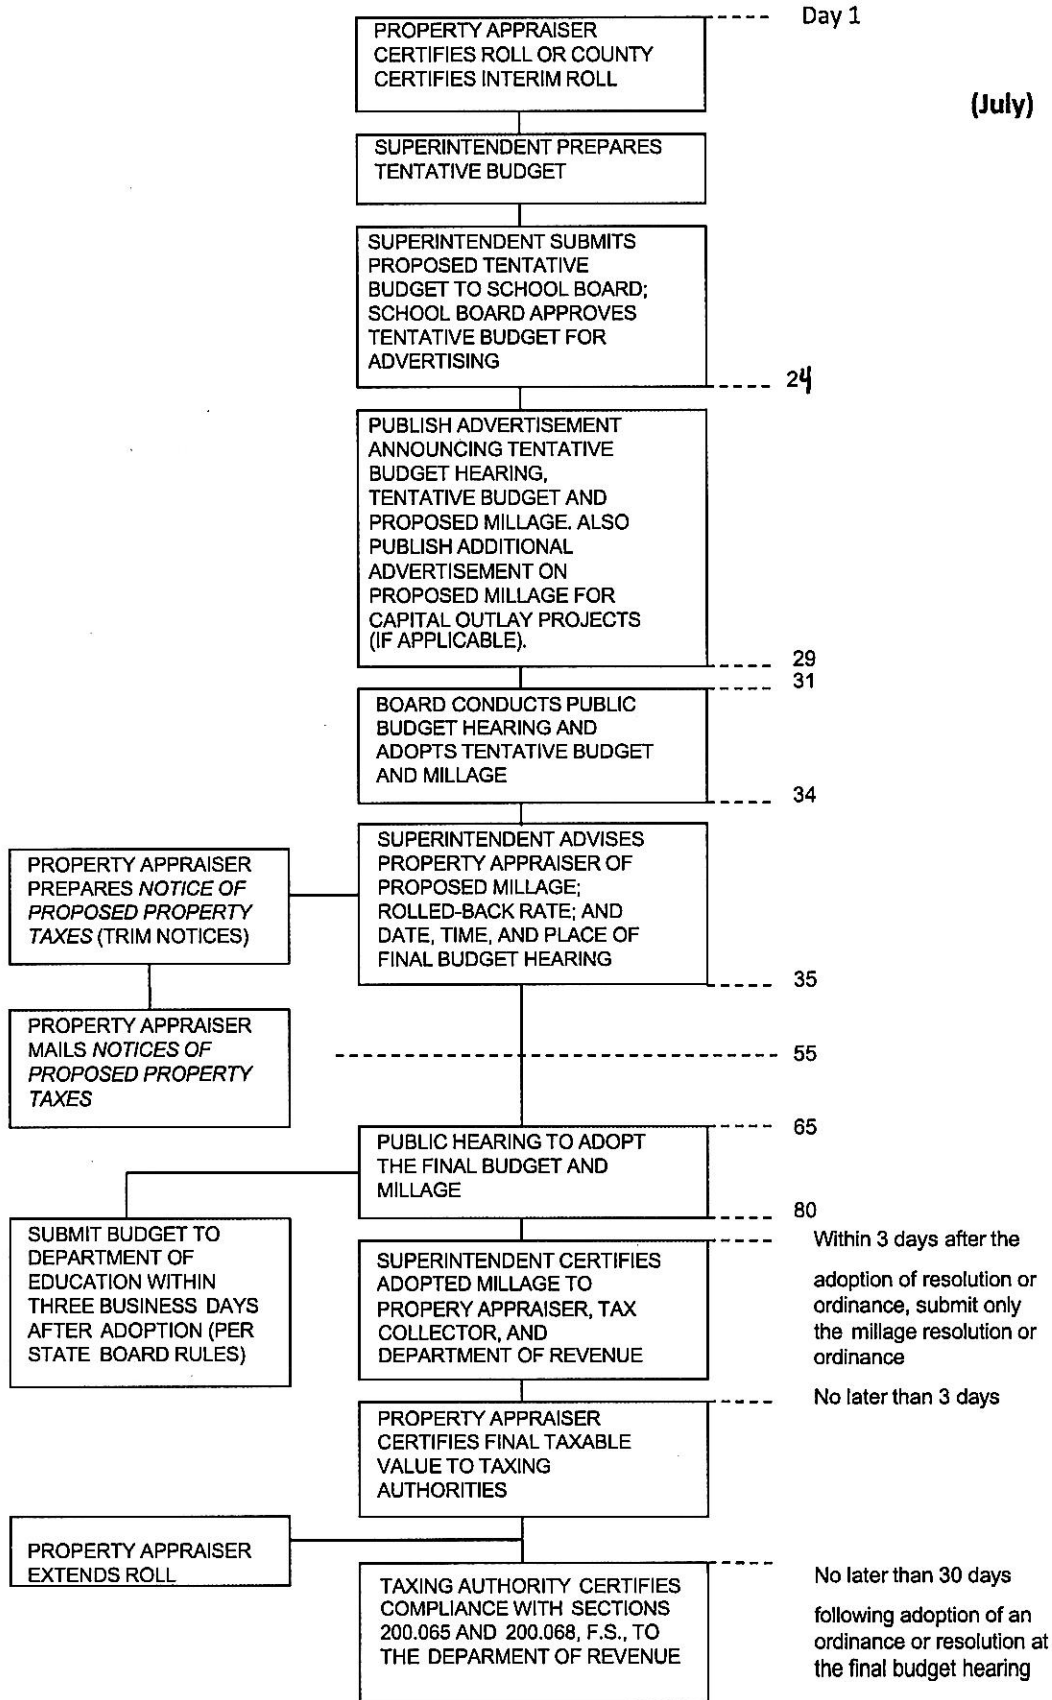 Day 1
PROPERTY APPRAISER
CERTIFIES ROLL OR COUNTY
CERTIFIES INTERIM ROLL
(July)
SUPERINTENDENT PREPARES
TENTATIVE BUDGET
SUPERINTENDENT SUBMITS
PROPOSED TENTATIVE
BUDGET TO SCHOOL BOARD;
SCHOOL BOARD APPROVES
TENTATIVE BUDGET FOR
ADVERTISING
24
PUBLISH ADVERTISEMENT
ANNOUNCING TENTATIVE
BUDGET HEARING,
TENTATIVE BUDGET AND
PROPOSED MILLAGE. ALSO
PUBLISH ADDITIONAL
ADVERTISEMENT ON
PROPOSED MILLAGE FOR
CAPITAL OUTLAY PROJECTS
(IF APPLICABLE).
29
31
BOARD CONDUCTS PUBLIC
BUDGET HEARING AND
ADOPTS TENTATIVE BUDGET
AND MILLAGE
34
SUPERINTENDENT ADVISES
PROPERTY APPRAISER OF
PROPOSED MILLAGE;
ROLLED-BACK RATE; AND
DATE, TIME, AND PLACE OF
FINAL BUDGET HEARING
35
PROPERTY APPRAISER
PREPARES NOTICE OF
PROPOSED PROPERTY
TAXES (TRIM NOTICES)
PROPERTY APPRAISER
MAILS NOTICES OF
PROPOSED PROPERTY
TAXES
55
65
PUBLIC HEARING TO ADOPT
THE FINAL BUDGET AND
MILLAGE
80
SUBMIT BUDGET TO
DEPARTMENT OF
EDUCATION WITHIN
THREE BUSINESS DAYS
AFTER ADOPTION (PER
STATE BOARD RULES)
SUPERINTENDENT CERTIFIES
ADOPTED MILLAGE TO
PROPERY APPRAISER, TAX
COLLECTOR, AND
DEPARTMENT OF REVENUE
Within 3 days after the
adoption of resolution or
ordinance, submit only
the millage resolution or
ordinance
No later than 3 days
PROPERTY APPRAISER
CERTIFIES FINAL TAXABLE
VALUE TO TAXING
AUTHORITIES
PROPERTY APPRAISER
EXTENDS ROLL
TAXING AUTHORITY CERTIFIES
COMPLIANCE WITH SECTIONS
200.065 AND 200.068, F.S., TO
THE DEPARMENT OF REVENUE
No later than 30 days
following adoption of an
ordinance or resolution at
the final budget hearing